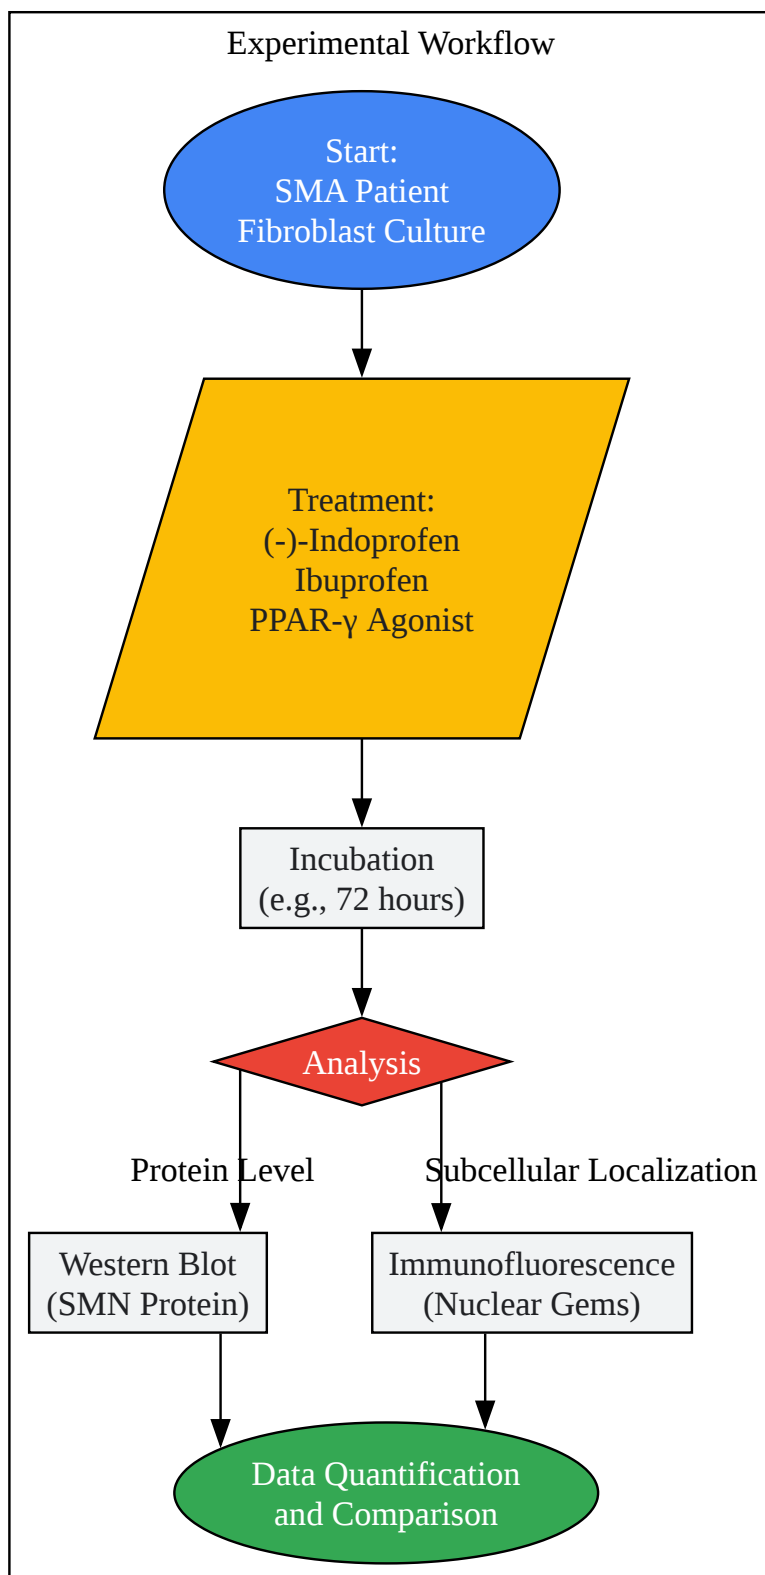 Experimental Workflow
Start:
SMA Patient
Fibroblast Culture
Treatment:
(-)-Indoprofen
Ibuprofen
PPAR-γ Agonist
Incubation
(e.g., 72 hours)
Analysis
Protein Level
Subcellular Localization
Western Blot
(SMN Protein)
Immunofluorescence
(Nuclear Gems)
Data Quantification
and Comparison